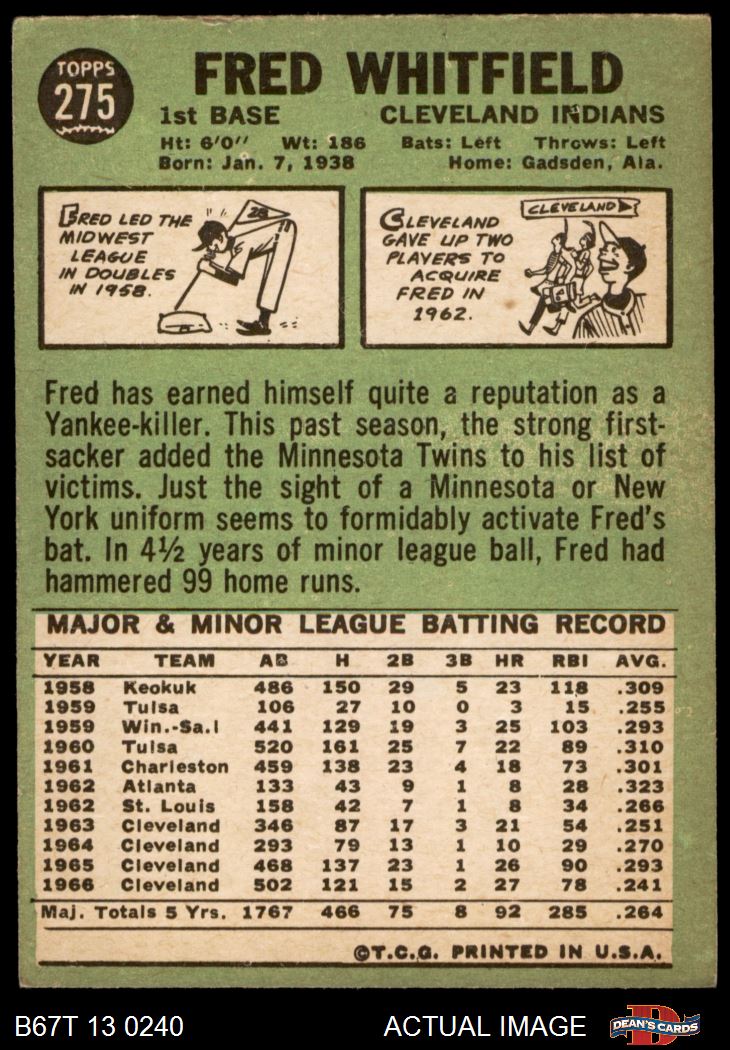 TOPPS
275
FRED WHITFIELD
1st BASE CLEVELAND INDIANS
Ht: 6'0'' Wt: 186 Bats: Left Throws: Left
Born: Jan. 7, 1938 Home: Gadsden, Ala.
FRED LED THE
MIDWEST
LEAGUE
IN DOUBLES
IN 1958.
28
CLEVELAND
GAVE UP TWO
PLAYERS TO
ACQUIRE
FRED IN
1962.
CLEVELAND
Fred has earned himself quite a reputation as a
Yankee-killer. This past season, the strong first-
sacker added the Minnesota Twins to his list of
victims. Just the sight of a Minnesota or New
York uniform seems to formidably activate Fred's
bat. In 4½ years of minor league ball, Fred had
hammered 99 home runs.
MAJOR & MINOR LEAGUE BATTING RECORD
YEAR TEAM AB H 2B 3B HR RBI AVG.
1958 Keokuk 486 150 29 5 23 118 .309
1959 Tulsa 106 27 10 0 3 15 .255
1959 Win.-Sa.l 441 129 19 3 25 103 .293
1960 Tulsa 520 161 25 7 22 89 .310
1961 Charleston 459 138 23 4 18 73 .301
1962 Atlanta 133 43 9 1 8 28 .323
1962 St. Louis 158 42 7 1 8 34 .266
1963 Cleveland 346 87 17 3 21 54 .251
1964 Cleveland 293 79 13 1 10 29 .270
1965 Cleveland 468 137 23 1 26 90 .293
1966 Cleveland 502 121 15 2 27 78 .241
Maj. Totals 5 Yrs. 1767 466 75 8 92 285 .264
©T.C.G. PRINTED IN U.S.A.
B67T 13 0240 ACTUAL IMAGE DEAN'S CARDS